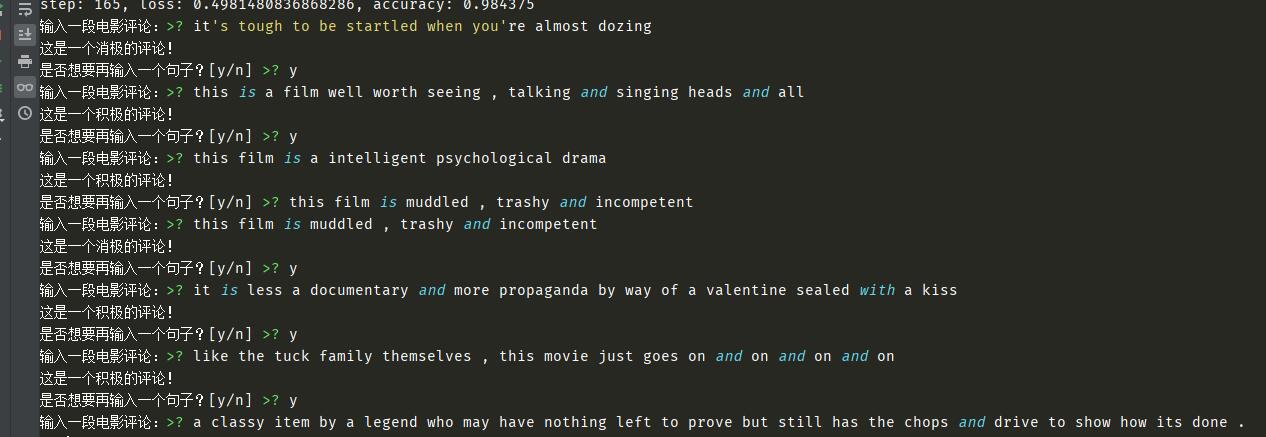 step: 165, loss: 0.4981480836868286, accuracy: 0.984375
输入一段电影评论：>? it's tough to be startled when you're almost dozing
这是一个消极的评论！
是否想要再输入一个句子？[y/n] >? y
输入一段电影评论：>? this is a film well worth seeing , talking and singing heads and all
这是一个积极的评论！
是否想要再输入一个句子？[y/n] >? y
输入一段电影评论：>? this film is a intelligent psychological drama
这是一个积极的评论！
是否想要再输入一个句子？[y/n] >? this film is muddled , trashy and incompetent
输入一段电影评论：>? this film is muddled , trashy and incompetent
这是一个消极的评论！
是否想要再输入一个句子？[y/n] >? y
输入一段电影评论：>? it is less a documentary and more propaganda by way of a valentine sealed with a kiss
这是一个积极的评论！
是否想要再输入一个句子？[y/n] >? y
输入一段电影评论：>? like the tuck family themselves , this movie just goes on and on and on and on
这是一个积极的评论！
是否想要再输入一个句子？[y/n] >? y
输入一段电影评论：>? a classy item by a legend who may have nothing left to prove but still has the chops and drive to show how its done .